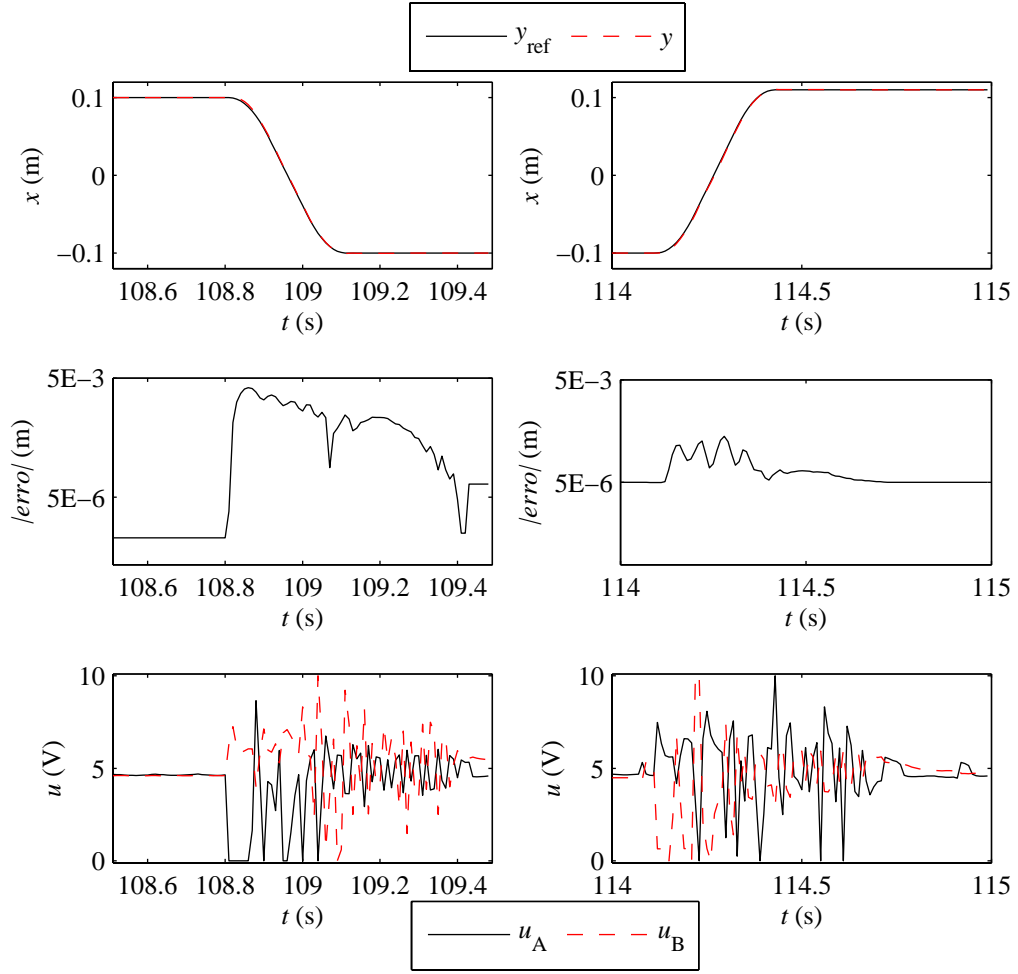 y_ref y
0.1
0
−0.1
x (m)
108.6 108.8 109 109.2 109.4
t (s)
0.1
0
−0.1
x (m)
114 114.5 115
t (s)
5E−3
5E−6
|erro| (m)
108.6 108.8 109 109.2 109.4
t (s)
5E−3
5E−6
|erro| (m)
114 114.5 115
t (s)
10
5
0
u (V)
108.6 108.8 109 109.2 109.4
t (s)
10
5
0
u (V)
114 114.5 115
t (s)
u_A u_B